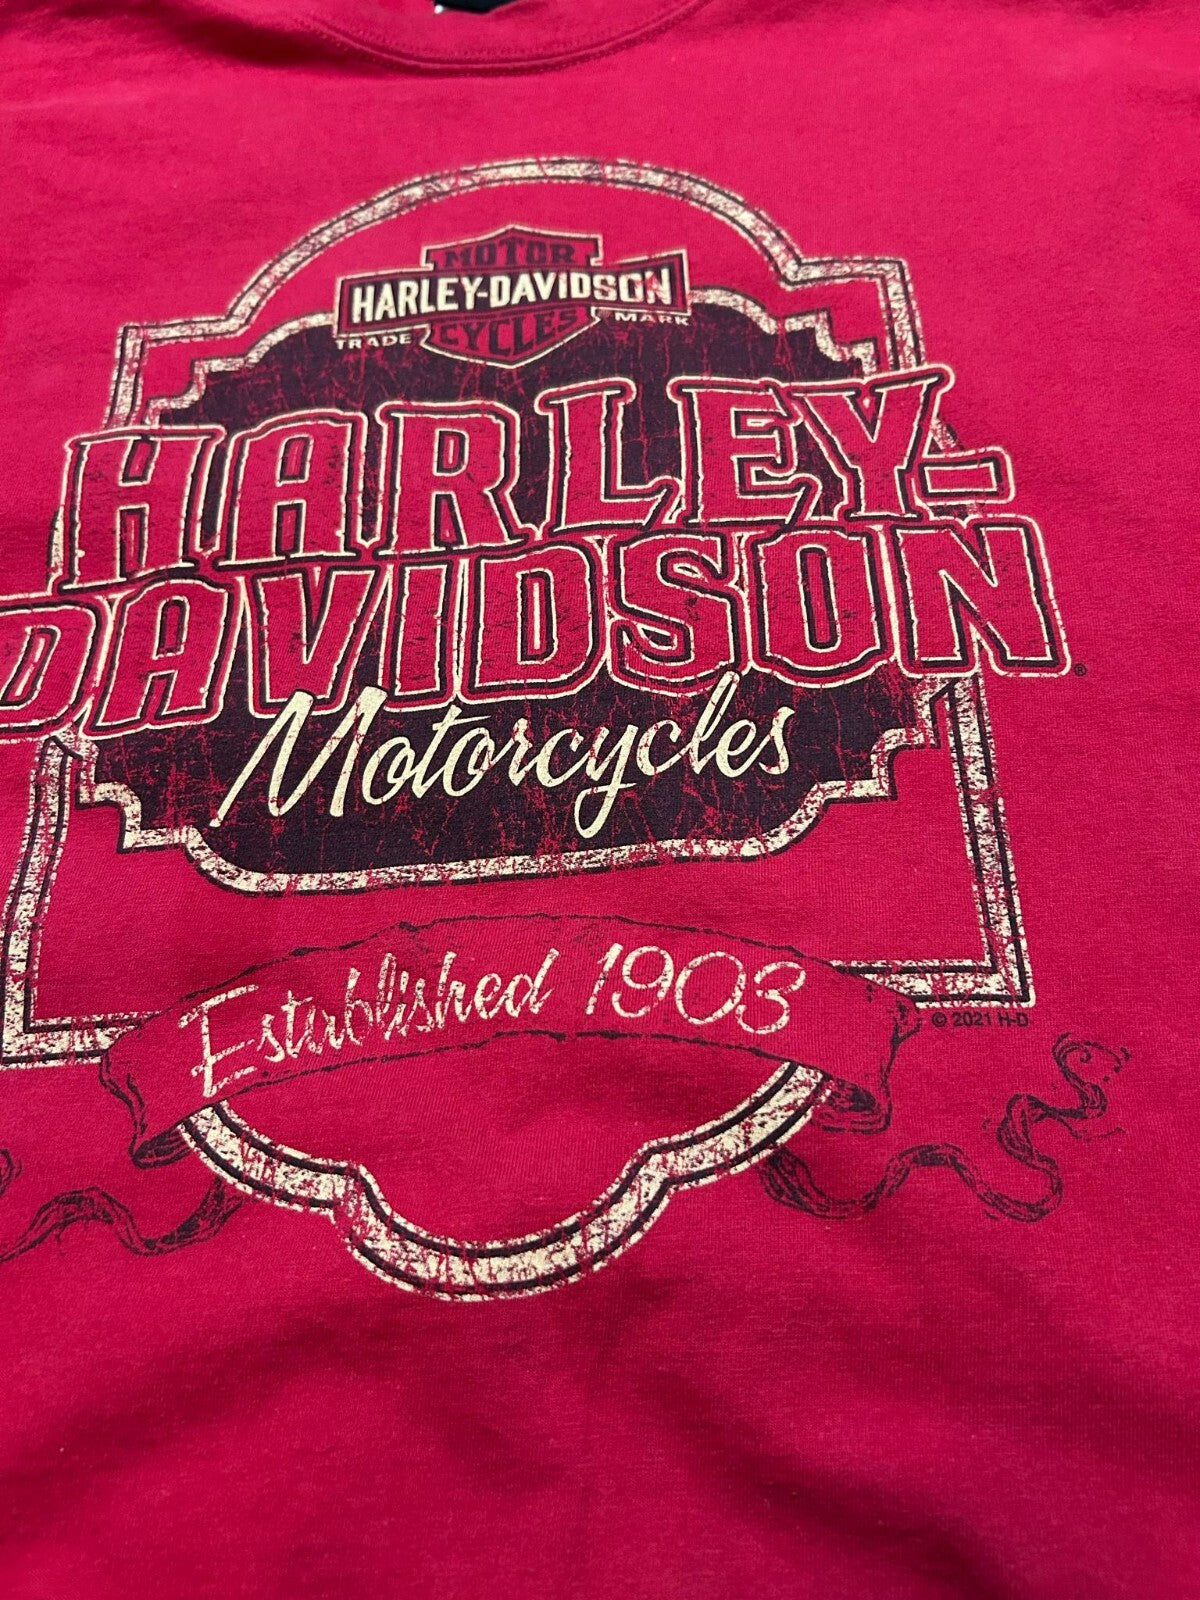 MOTOR
HARLEY-DAVIDSON
TRADE CYCLES MARK
HARLEY-
DAVIDSON®
Motorcycles
Established 1903
© 2021 H-D